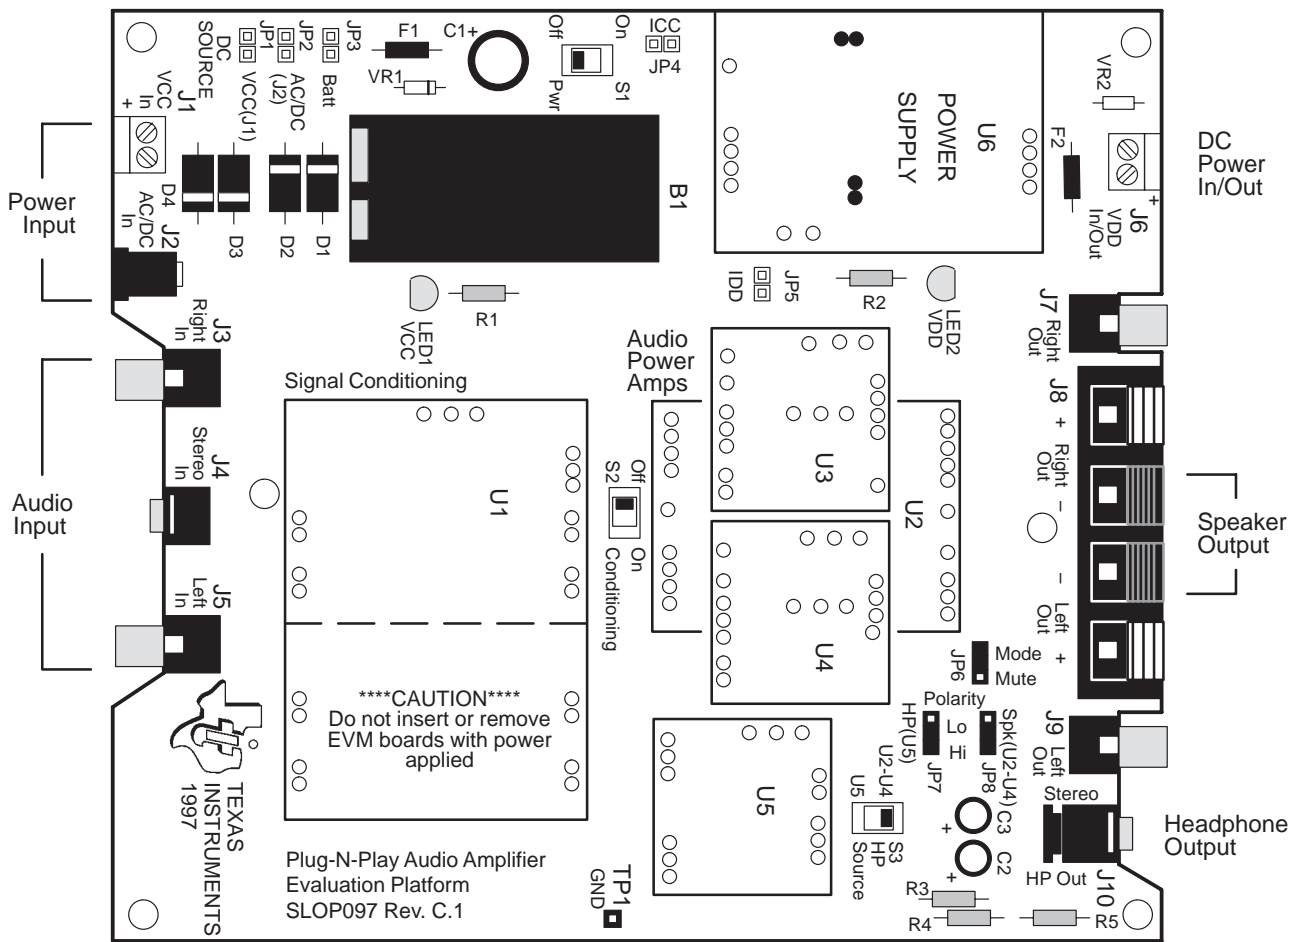 DC
SOURCE
JP1
VCC(J1)
JP2
AC/DC
(J2)
JP3
Batt
F1
VR1
C1+
Off
On
Pwr
S1
ICC
JP4
U6
POWER
SUPPLY
VR2
F2
J1
VCC
In
+
Power
Input
D4
D3
D2
D1
J2
AC/DC
In
B1
DC
Power
In/Out
J6
VDD
In/Out
+
LED1
VCC
R1
JP5
IDD
R2
LED2
VDD
J3
Right
In
J7
Right
Out
Signal Conditioning
Audio
Power
Amps
U1
U3
U2
U4
J4
Stereo
In
Audio
Input
J5
Left
In
S2
Off
On
Conditioning
J8
+
Right
Out
−
−
Left
Out
+
Speaker
Output
JP6
Mode
Mute
****CAUTION****
Do not insert or remove
EVM boards with power
applied
Polarity
HP(U5)
Lo
Hi
JP7
Spk(U2-U4)
JP8
J9
Left
Out
TEXAS
INSTRUMENTS
1997
U5
U2-U4
U5
S3
HP
Source
+
C3
C2
+
Stereo
HP Out
J10
Headphone
Output
Plug-N-Play Audio Amplifier
Evaluation Platform
SLOP097 Rev. C.1
TP1
GND
R3
R4
R5